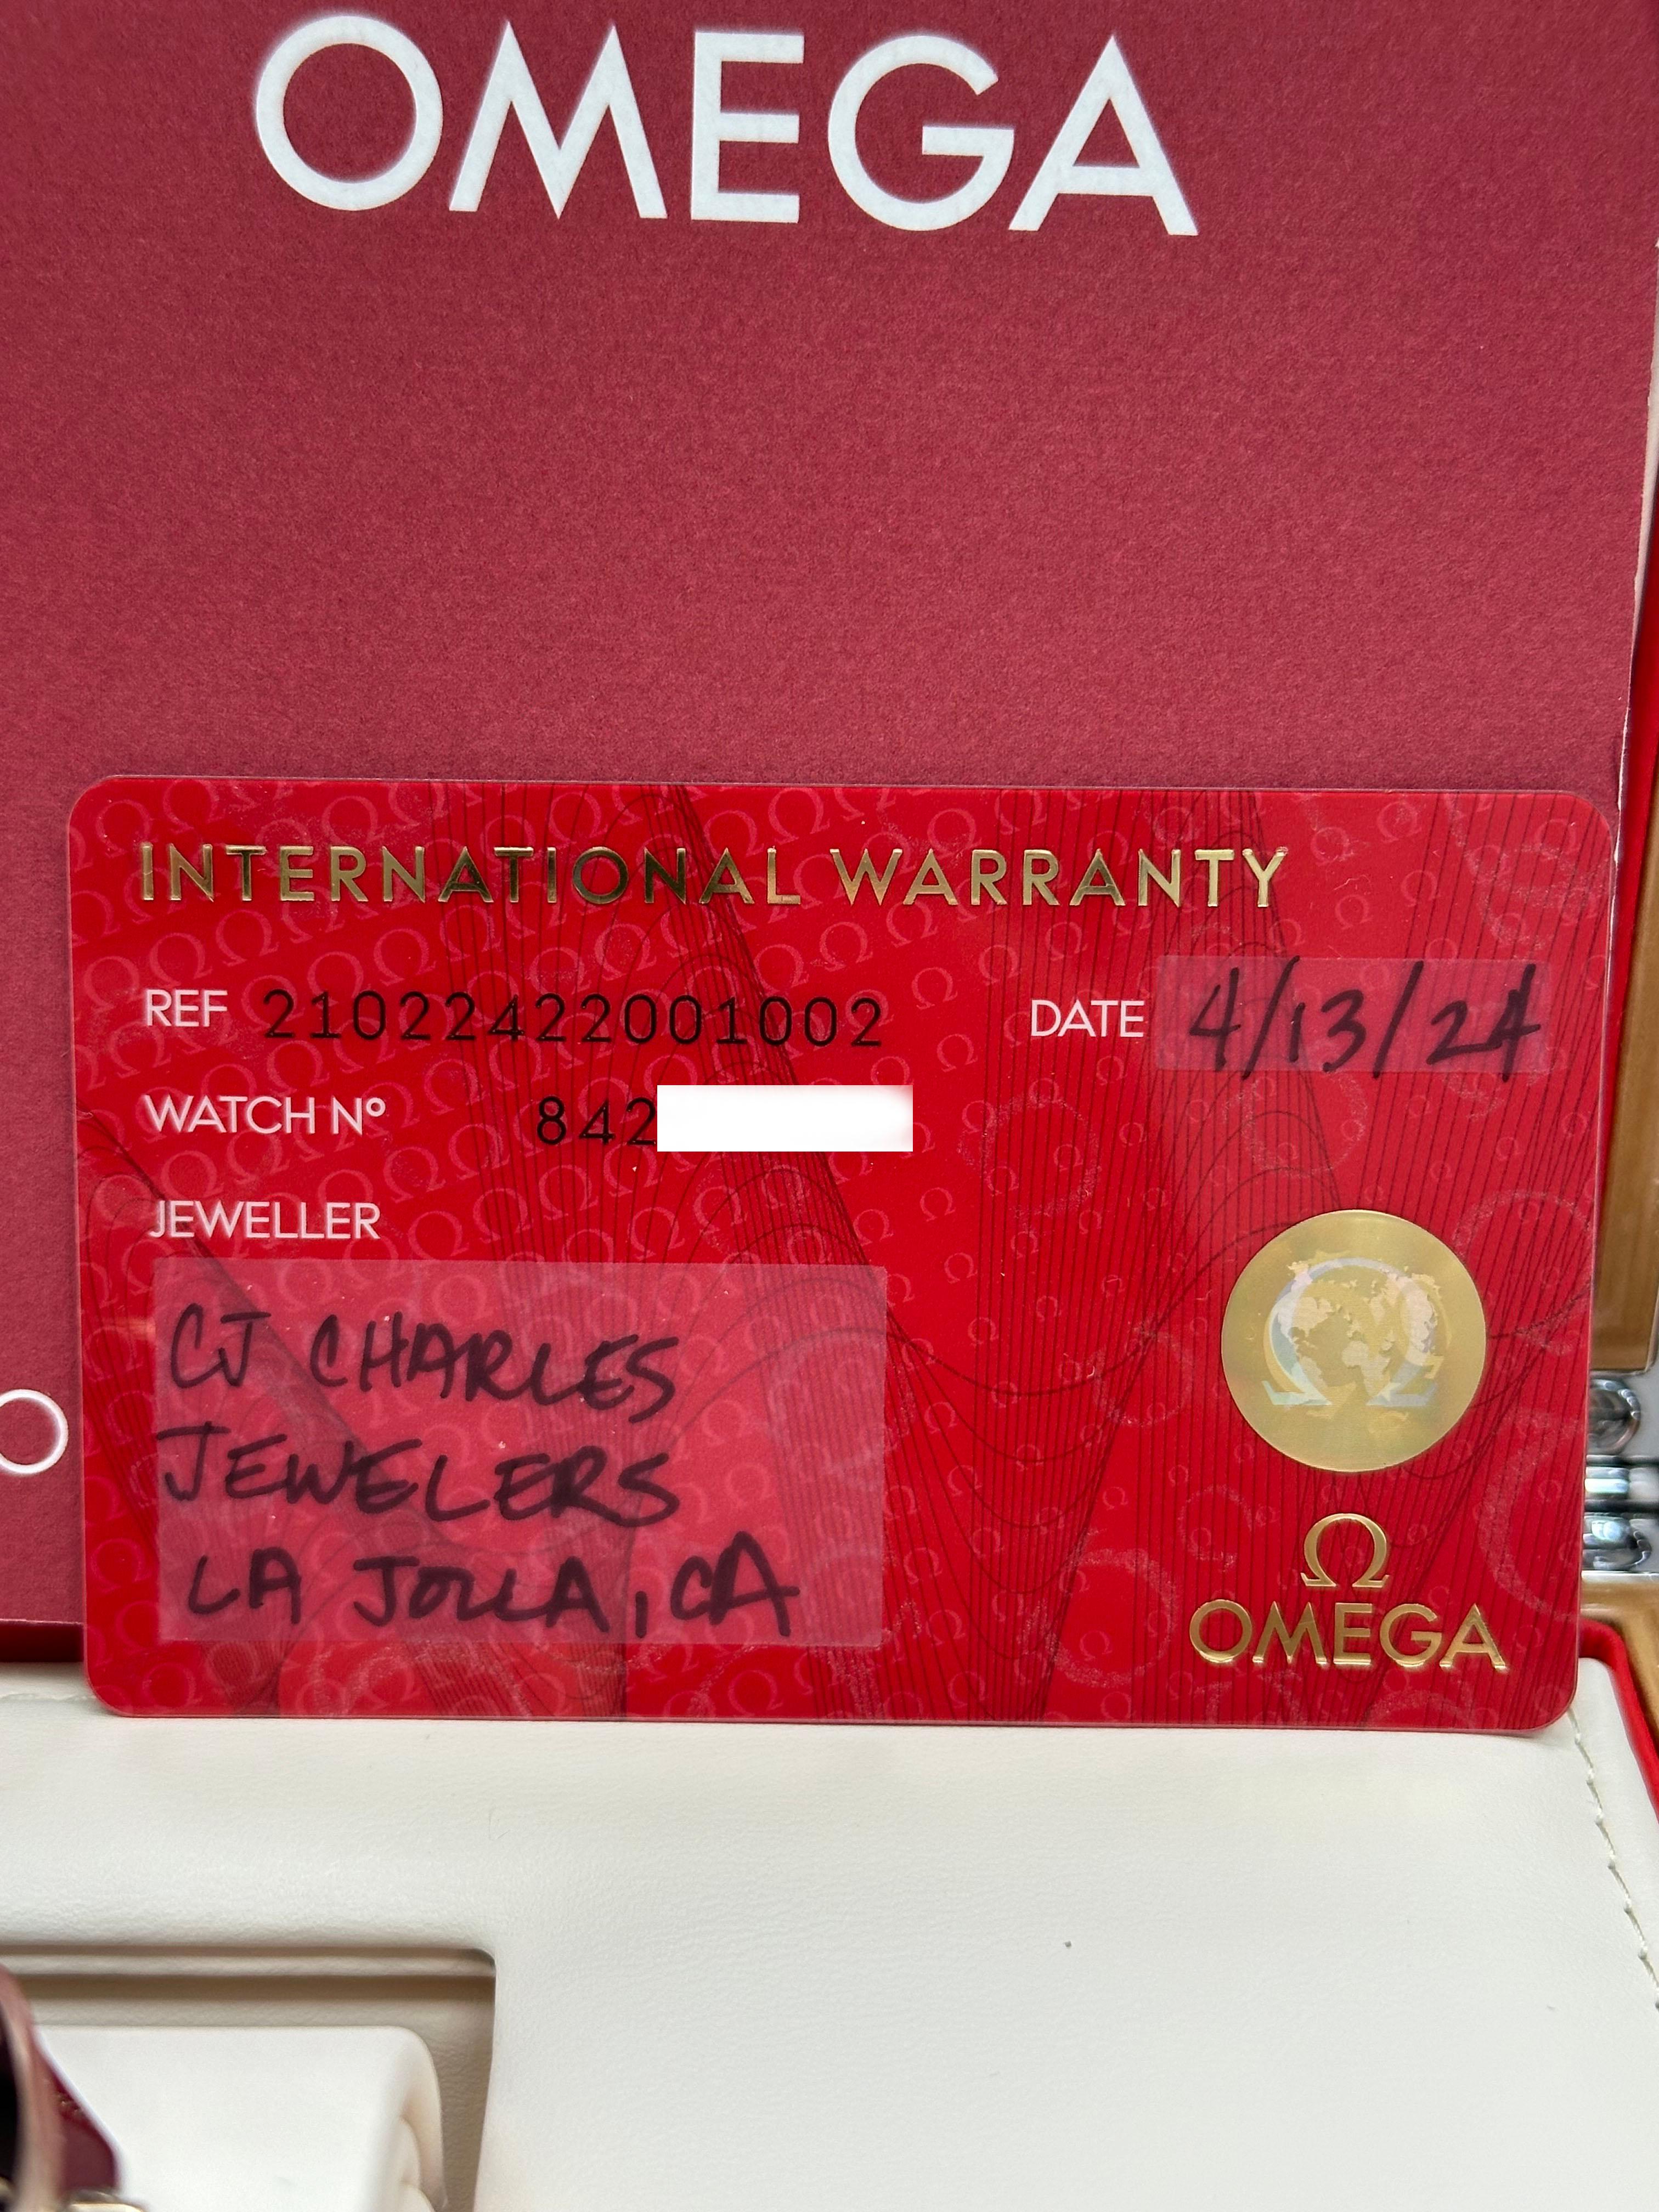 OMEGA
INTERNATIONAL WARRANTY
REF 21022422001002
DATE 4/13/24
WATCH Nº 842
JEWELLER
CJ CHARLES
JEWELERS
LA JOLLA, CA
Ω
OMEGA